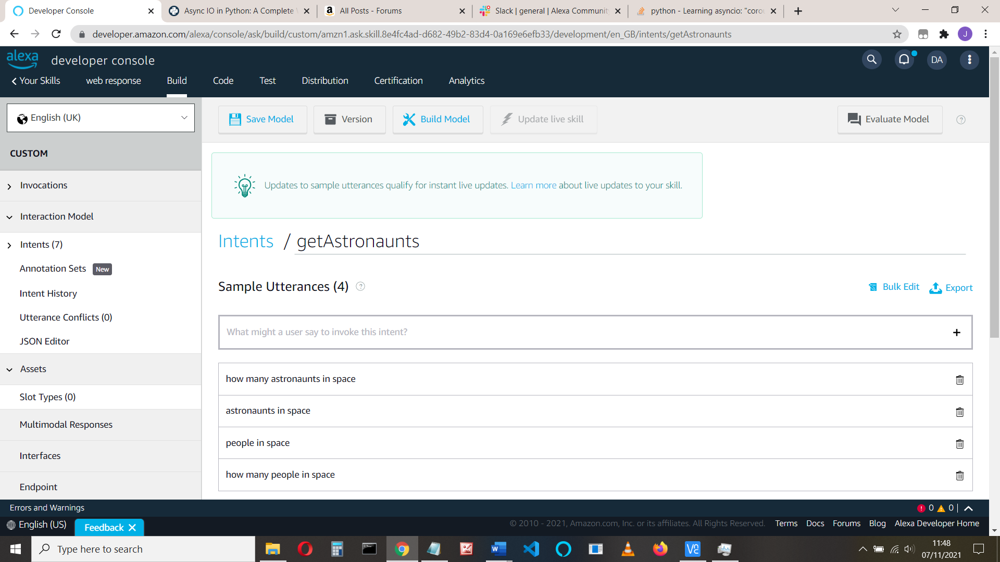 Developer Console
Async IO in Python: A Complete
All Posts - Forums
Slack | general | Alexa Communit
python - Learning asyncio: "corou
developer.amazon.com/alexa/console/ask/build/custom/amzn1.ask.skill.8e4fc4ad-d682-49b2-83d4-0a169e6efb33/development/en_GB/intents/getAstronaunts
J
alexa developer console
DA
Your Skills
web response
Build
Code
Test
Distribution
Certification
Analytics
English (UK)
Save Model
Version
Build Model
Update live skill
Evaluate Model
?
CUSTOM
Invocations
Interaction Model
Intents (7)
Annotation Sets New
Intent History
Utterance Conflicts (0)
JSON Editor
Assets
Slot Types (0)
Multimodal Responses
Interfaces
Endpoint
Updates to sample utterances qualify for instant live updates. Learn more about live updates to your skill.
Intents / getAstronaunts
Sample Utterances (4) ?
Bulk Edit
Export
What might a user say to invoke this intent?
how many astronaunts in space
astronaunts in space
people in space
how many people in space
Errors and Warnings
0 0
English (US)
Feedback
© 2010 - 2021, Amazon.com, Inc. or its affiliates. All Rights Reserved.
Terms
Docs
Forums
Blog
Alexa Developer Home
Type here to search
11:48
07/11/2021